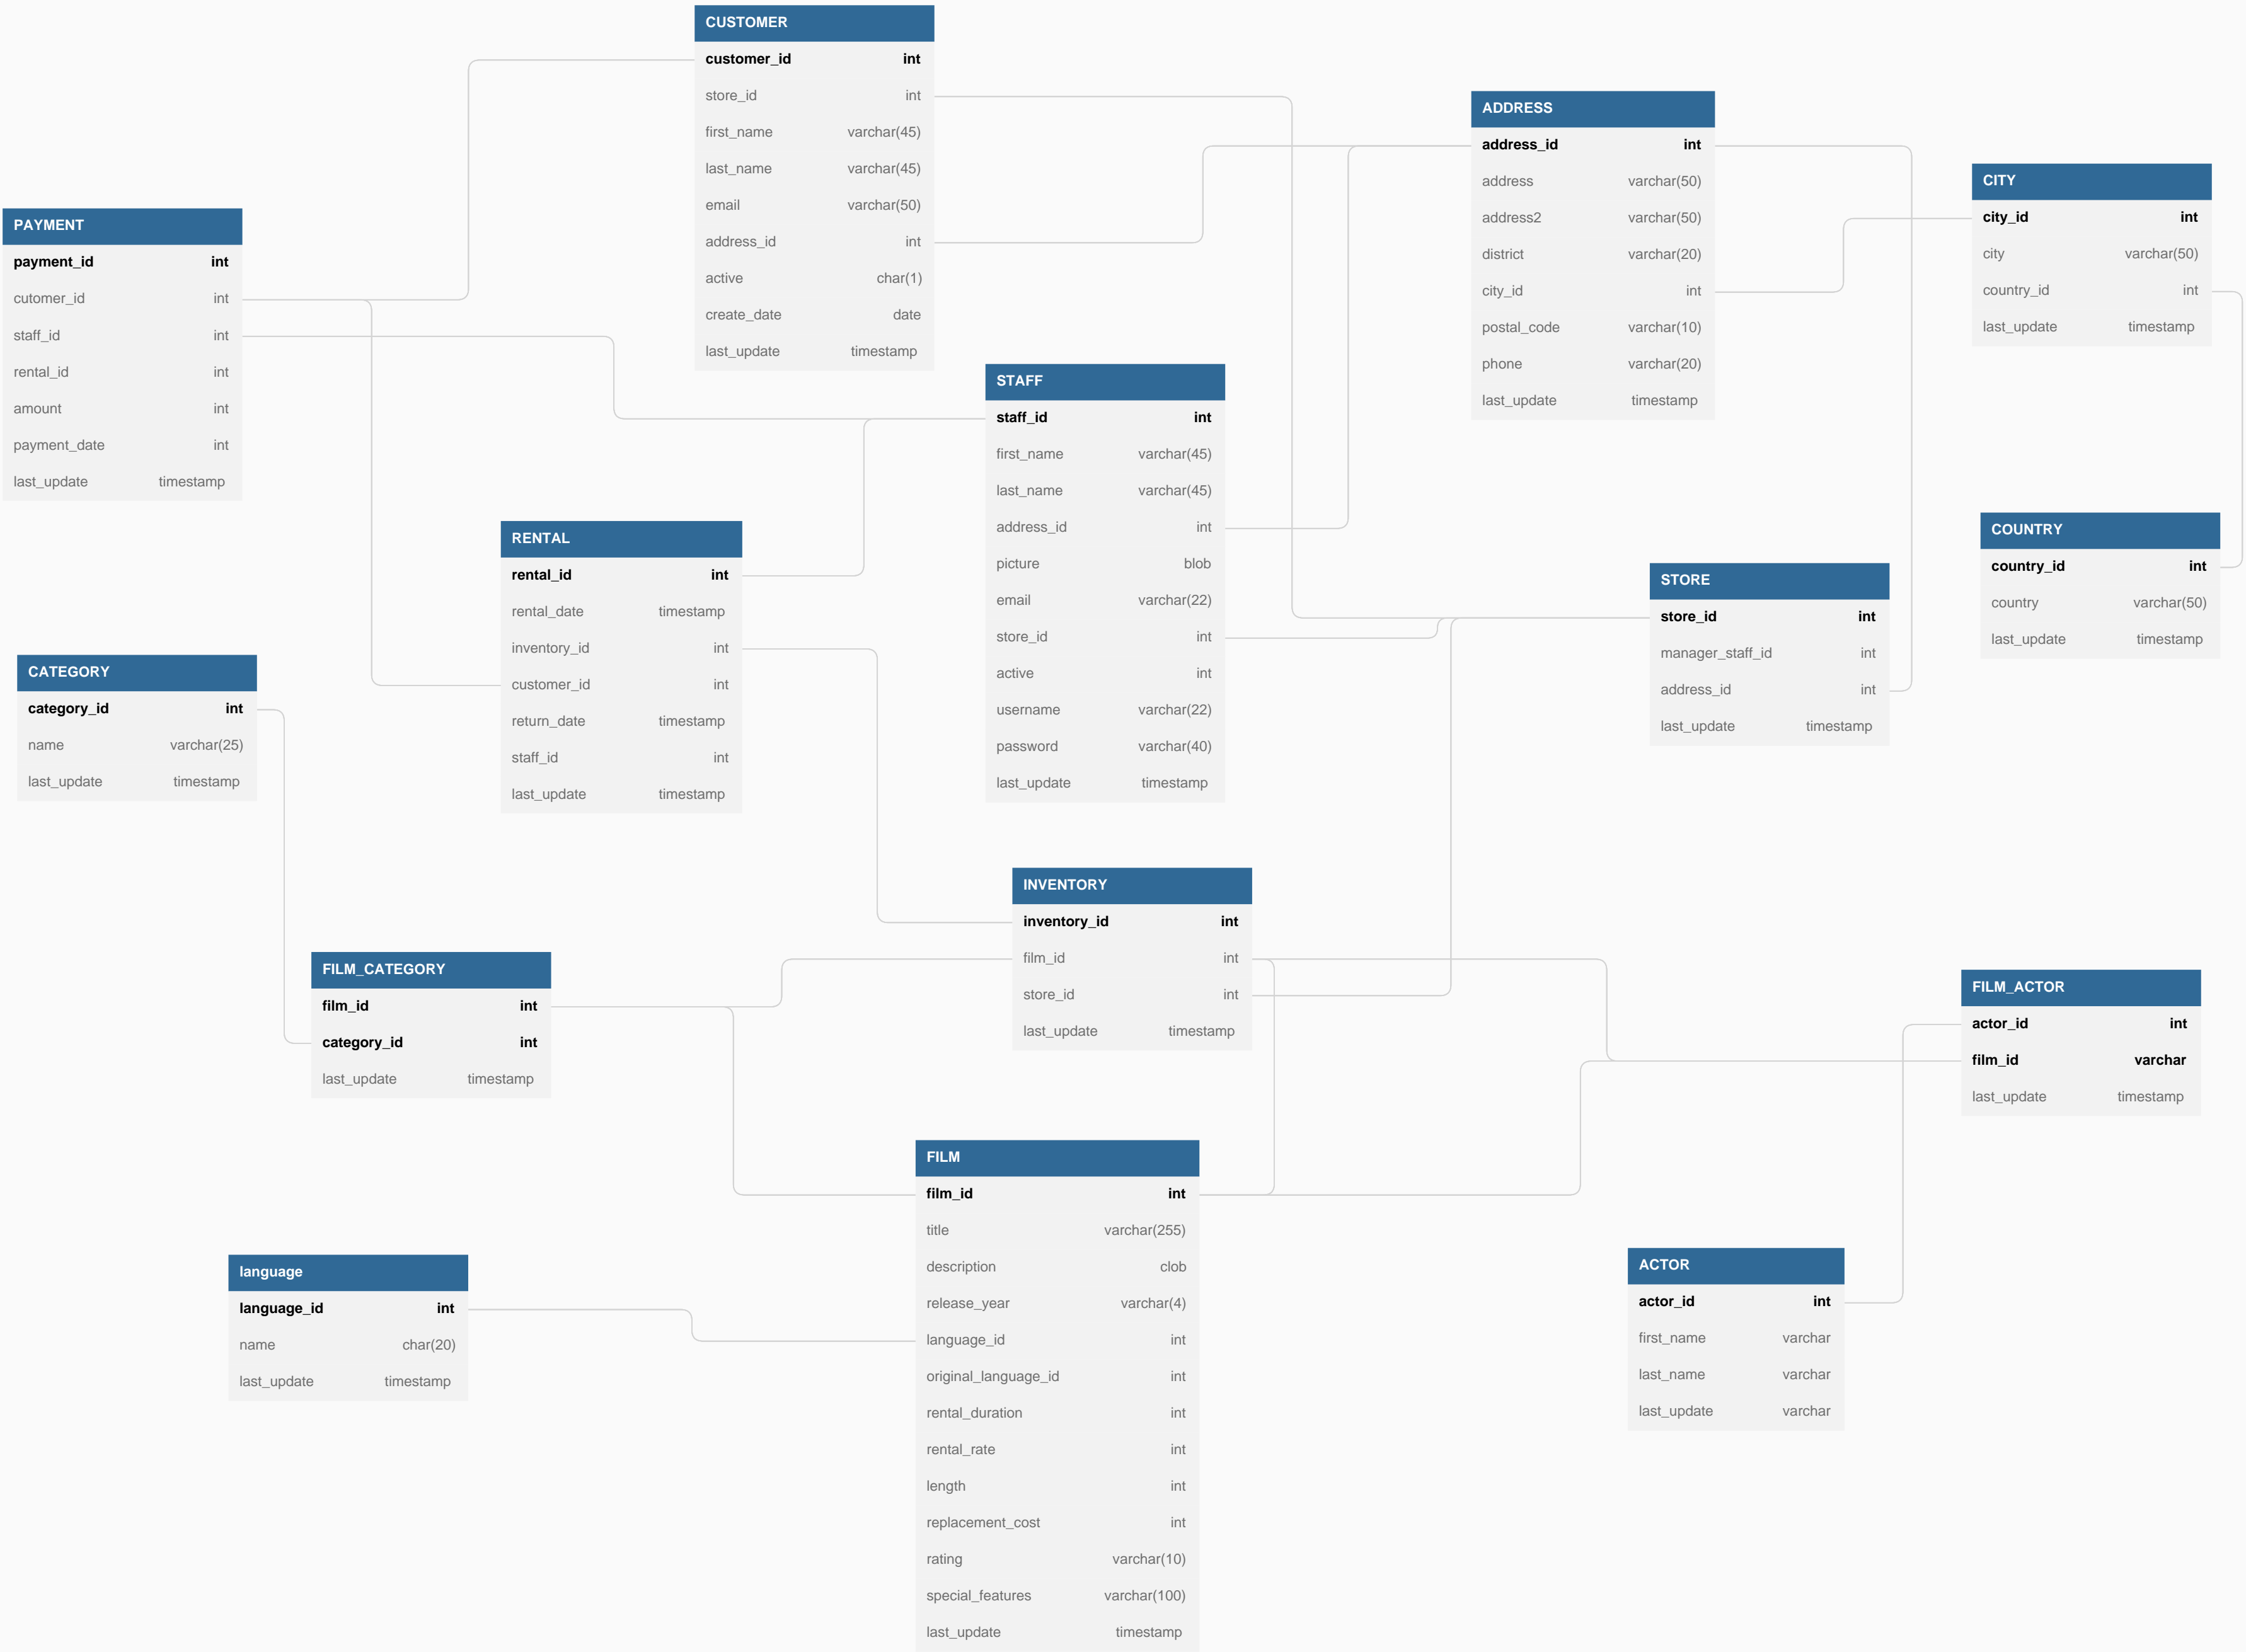 CUSTOMER
customer_id int
store_id int
first_name varchar(45)
last_name varchar(45)
email varchar(50)
address_id int
active char(1)
create_date date
last_update timestamp
ADDRESS
address_id int
address varchar(50)
address2 varchar(50)
district varchar(20)
city_id int
postal_code varchar(10)
phone varchar(20)
last_update timestamp
CITY
city_id int
city varchar(50)
country_id int
last_update timestamp
PAYMENT
payment_id int
cutomer_id int
staff_id int
rental_id int
amount int
payment_date int
last_update timestamp
STAFF
staff_id int
first_name varchar(45)
last_name varchar(45)
address_id int
picture blob
email varchar(22)
store_id int
active int
username varchar(22)
password varchar(40)
last_update timestamp
RENTAL
rental_id int
rental_date timestamp
inventory_id int
customer_id int
return_date timestamp
staff_id int
last_update timestamp
COUNTRY
country_id int
country varchar(50)
last_update timestamp
STORE
store_id int
manager_staff_id int
address_id int
last_update timestamp
CATEGORY
category_id int
name varchar(25)
last_update timestamp
INVENTORY
inventory_id int
film_id int
store_id int
last_update timestamp
FILM_CATEGORY
film_id int
category_id int
last_update timestamp
FILM_ACTOR
actor_id int
film_id varchar
last_update timestamp
FILM
film_id int
title varchar(255)
description clob
release_year varchar(4)
language_id int
original_language_id int
rental_duration int
rental_rate int
length int
replacement_cost int
rating varchar(10)
special_features varchar(100)
last_update timestamp
language
language_id int
name char(20)
last_update timestamp
ACTOR
actor_id int
first_name varchar
last_name varchar
last_update varchar